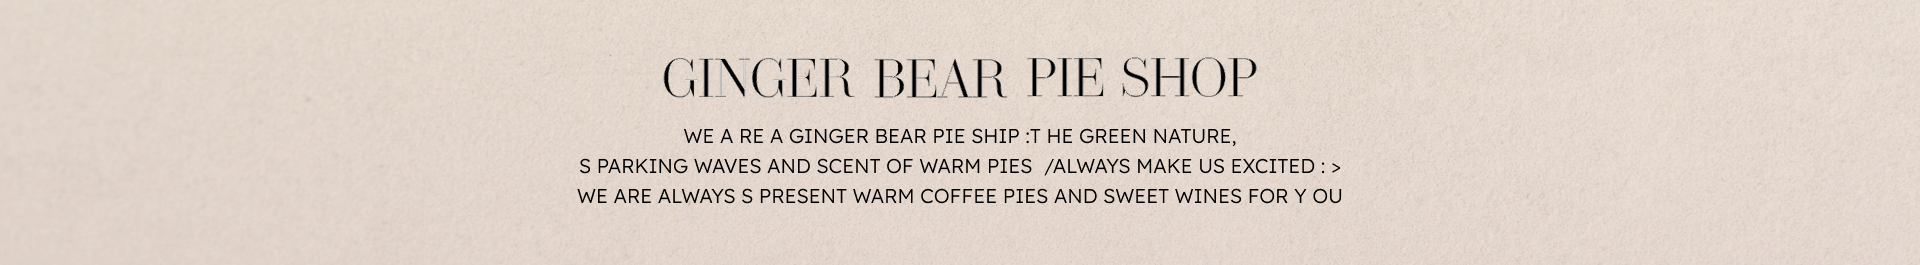 GINGER BEAR PIE SHOP
WE A RE A GINGER BEAR PIE SHIP :T HE GREEN NATURE,
S PARKING WAVES AND SCENT OF WARM PIES  /ALWAYS MAKE US EXCITED : >
WE ARE ALWAYS S PRESENT WARM COFFEE PIES AND SWEET WINES FOR Y OU